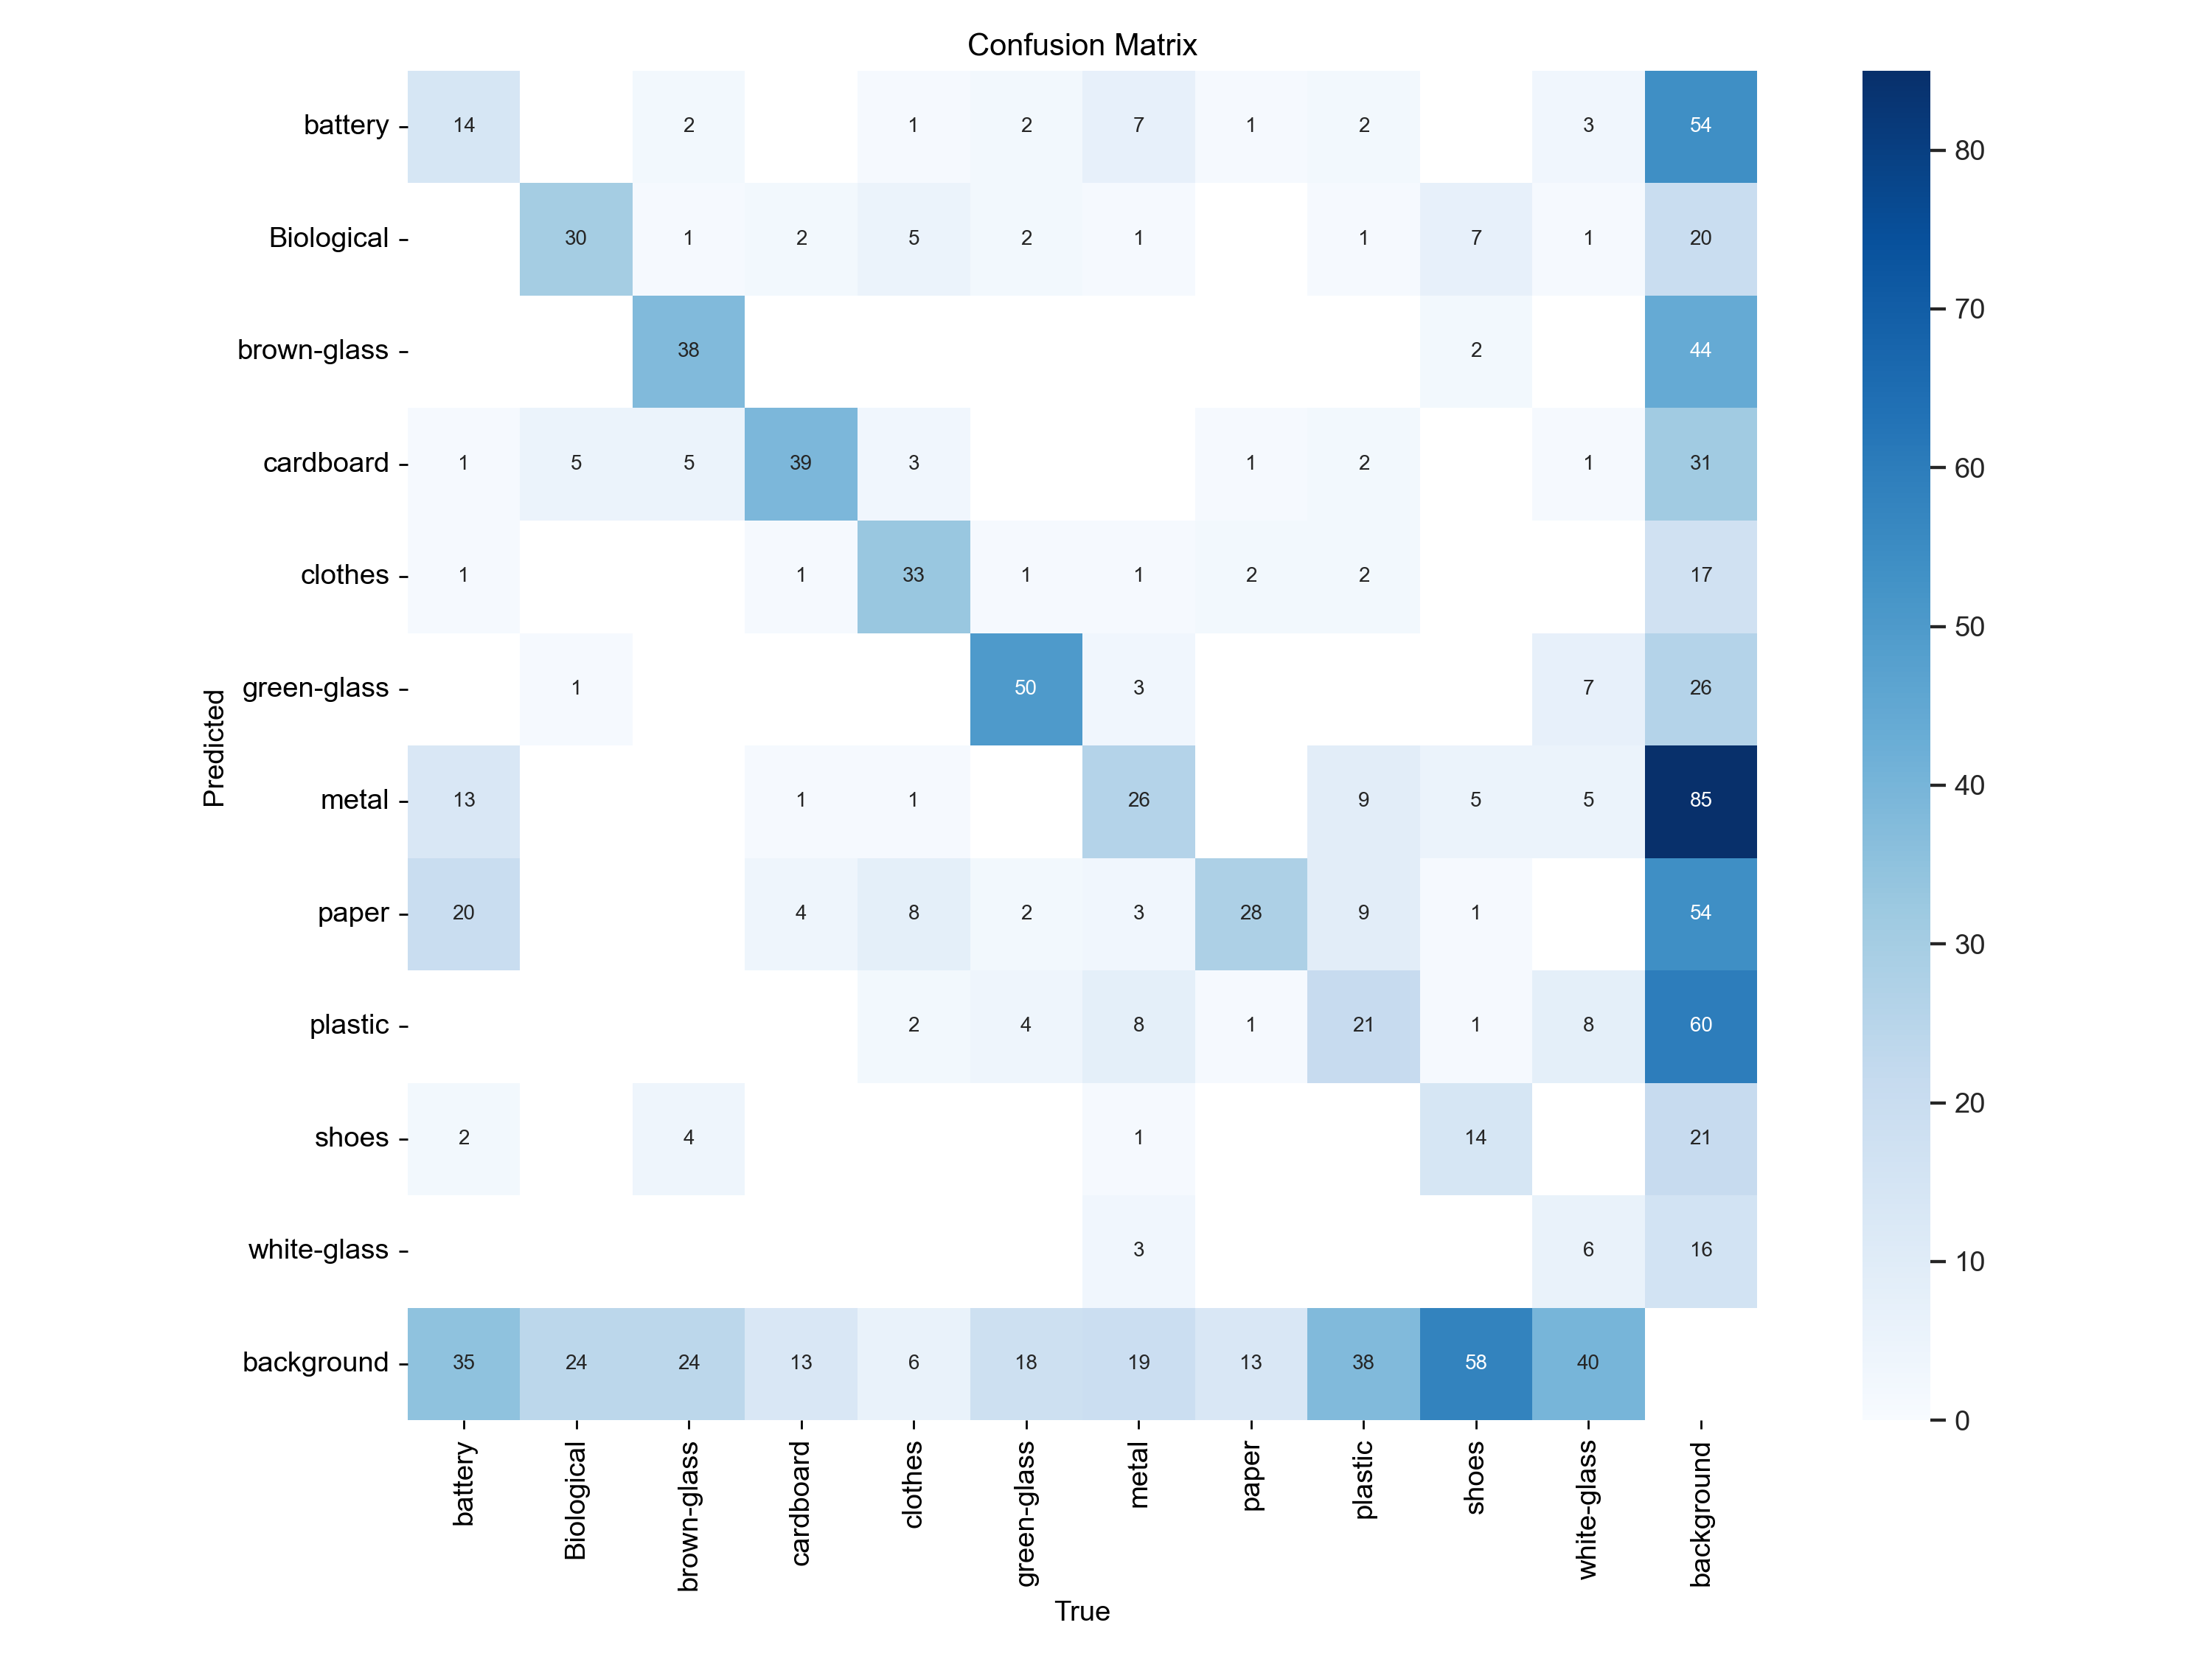 Confusion Matrix
battery 14 2 1 2 7 1 2 3 54
Biological 30 1 2 5 2 1 1 7 1 20
brown-glass 38 2 44
cardboard 1 5 5 39 3 1 2 1 31
clothes 1 1 33 1 1 2 2 17
green-glass 1 50 3 7 26
metal 13 1 1 26 9 5 5 85
paper 20 4 8 2 3 28 9 1 54
plastic 2 4 8 1 21 1 8 60
shoes 2 4 1 14 21
white-glass 3 6 16
background 35 24 24 13 6 18 19 13 38 58 40
Predicted
battery Biological brown-glass cardboard clothes green-glass metal paper plastic shoes white-glass background
True
80
70
60
50
40
30
20
10
0